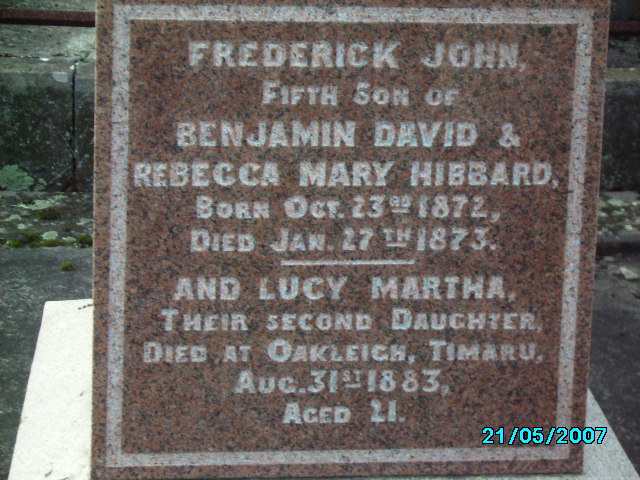 FREDERICK JOHN,
FIFTH SON OF
BENJAMIN DAVID &
REBECCA MARY HIBBARD,
BORN OCT. 23RD 1872,
DIED JAN. 27TH 1873.
AND LUCY MARTHA,
THEIR SECOND DAUGHTER,
DIED AT OAKLEIGH, TIMARU,
AUG. 31ST 1883,
AGED 21.
21/05/2007